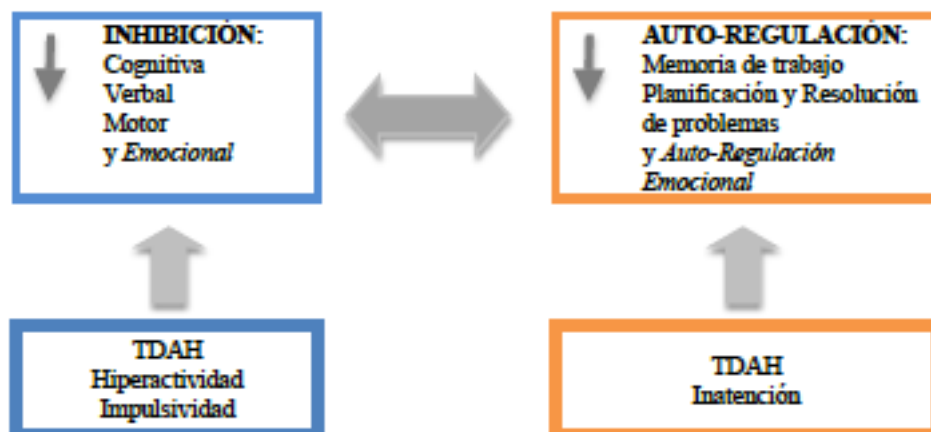 INHIBICIÓN:
Cognitiva
Verbal
Motor
y Emocional
AUTO-REGULACIÓN:
Memoria de trabajo
Planificación y Resolución
de problemas
y Auto-Regulación
Emocional
TDAH
Hiperactividad
Impulsividad
TDAH
Inatención